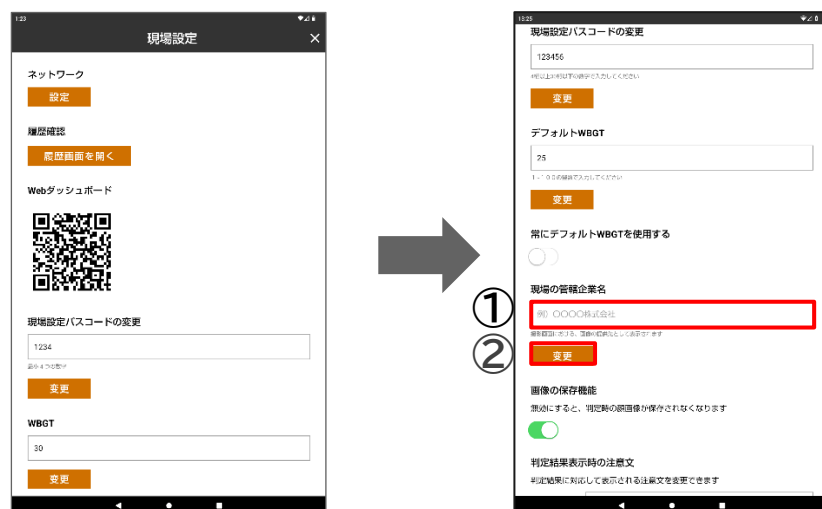 1:23
現場設定
×
ネットワーク
設定
履歴確認
履歴画面を開く
Webダッシュボード
現場設定パスコードの変更
1234
変更
WBGT
30
変更
13:25
現場設定パスコードの変更
123456
変更
デフォルトWBGT
25
変更
常にデフォルトWBGTを使用する
現場の管轄企業名
①
例）〇〇〇〇株式会社
②
変更
画像の保存機能
無効にすると、判定時の顔画像が保存されなくなります
判定結果表示時の注意文
判定結果に対応して表示される注意文を変更できます